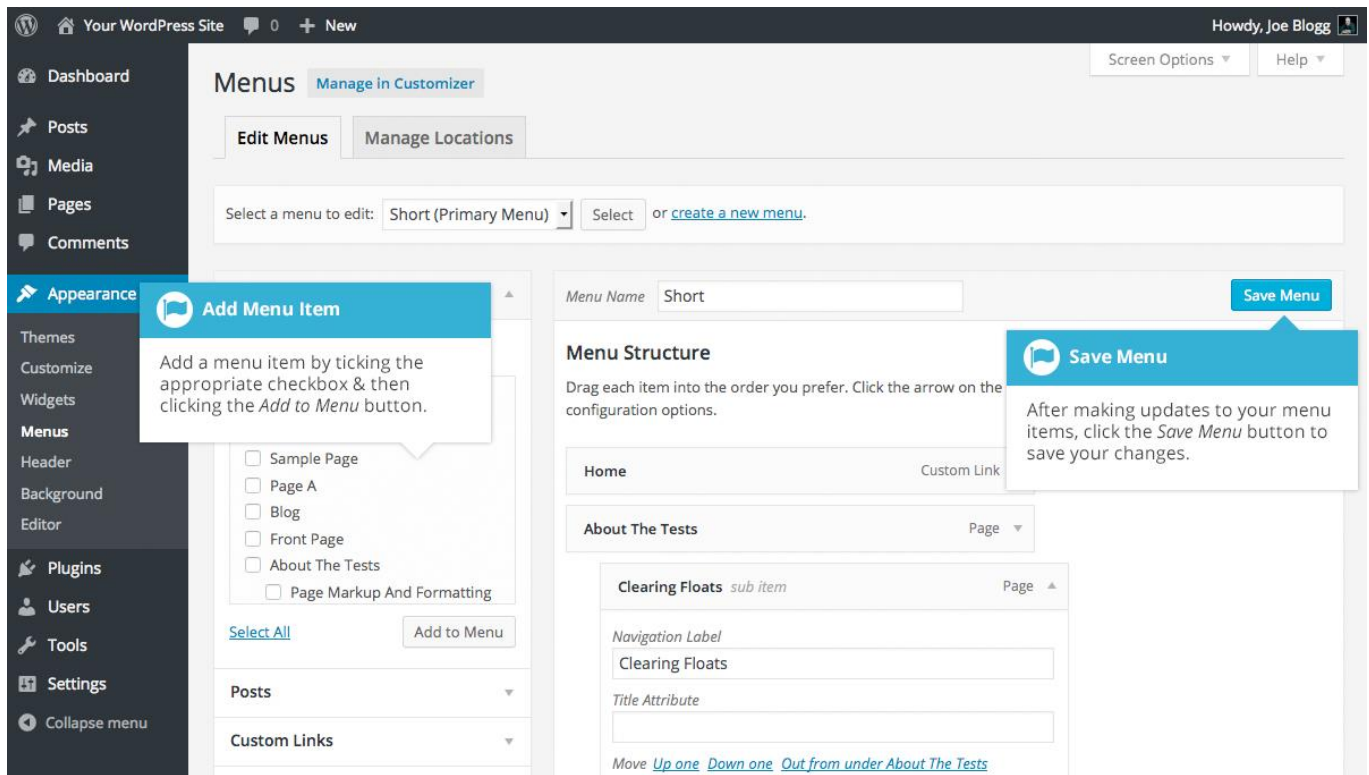 Your WordPress Site 0 + New Howdy, Joe Blogg
Screen Options Help
Dashboard
Posts
Media
Pages
Comments
Appearance
Themes
Customize
Widgets
Menus
Header
Background
Editor
Plugins
Users
Tools
Settings
Collapse menu
Menus Manage in Customizer
Edit Menus Manage Locations
Select a menu to edit: Short (Primary Menu) Select or create a new menu.
Add Menu Item
Add a menu item by ticking the
appropriate checkbox & then
clicking the Add to Menu button.
Sample Page
Page A
Blog
Front Page
About The Tests
Page Markup And Formatting
Select All Add to Menu
Posts
Custom Links
Menu Name Short Save Menu
Menu Structure
Drag each item into the order you prefer. Click the arrow on the
configuration options.
Save Menu
After making updates to your menu
items, click the Save Menu button to
save your changes.
Home Custom Link
About The Tests Page
Clearing Floats sub item Page
Navigation Label
Clearing Floats
Title Attribute
Move Up one Down one Out from under About The Tests